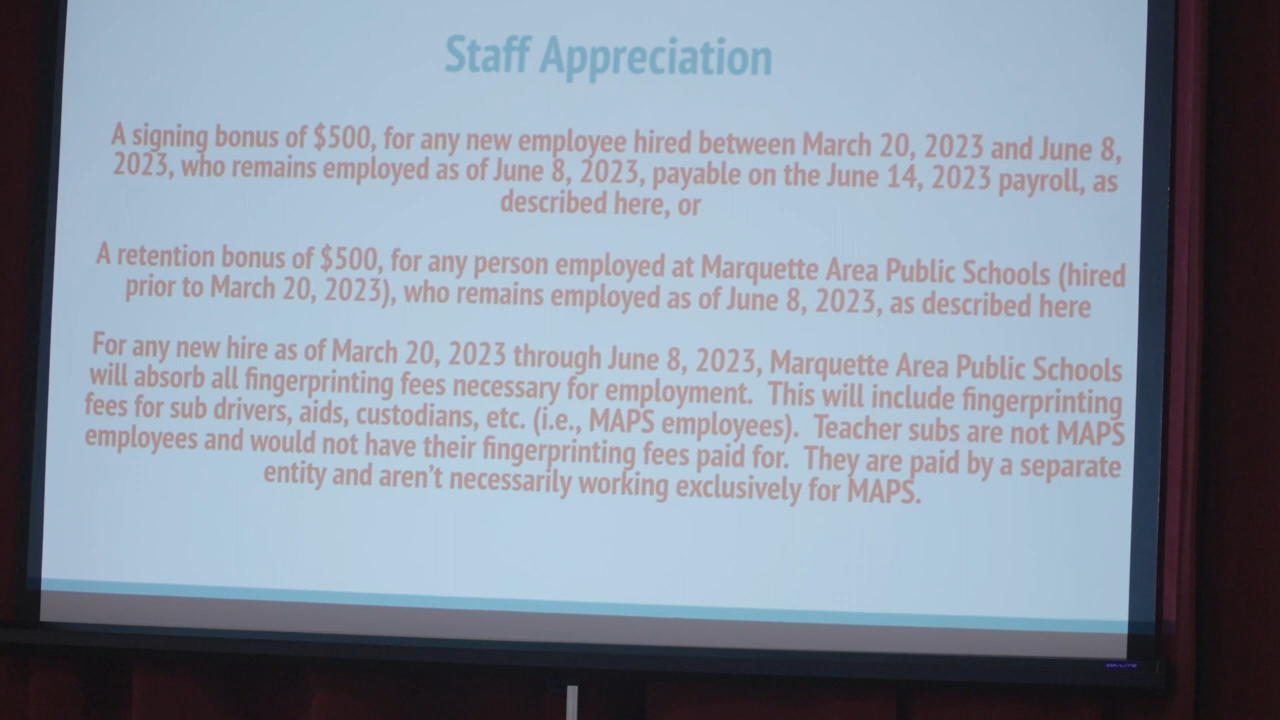 Staff Appreciation
A signing bonus of $500, for any new employee hired between March 20, 2023 and June 8,
2023, who remains employed as of June 8, 2023, payable on the June 14, 2023 payroll, as
described here, or
A retention bonus of $500, for any person employed at Marquette Area Public Schools (hired
prior to March 20, 2023), who remains employed as of June 8, 2023, as described here
For any new hire as of March 20, 2023 through June 8, 2023, Marquette Area Public Schools
will absorb all fingerprinting fees necessary for employment.  This will include fingerprinting
fees for sub drivers, aids, custodians, etc. (i.e., MAPS employees).  Teacher subs are not MAPS
employees and would not have their fingerprinting fees paid for.  They are paid by a separate
entity and aren't necessarily working exclusively for MAPS.